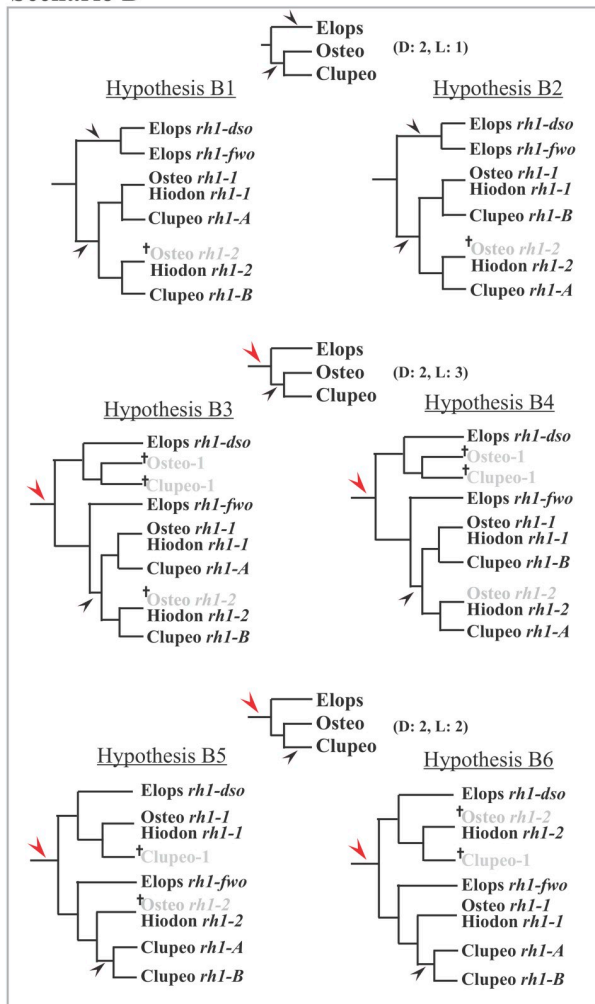 Elops
Osteo
Clupeo
(D: 2, L: 1)
Hypothesis B1
Elops rh1-dso
Elops rh1-fwo
Osteo rh1-1
Hiodon rh1-1
Clupeo rh1-A
†Osteo rh1-2
Hiodon rh1-2
Clupeo rh1-B
Hypothesis B2
Elops rh1-dso
Elops rh1-fwo
Osteo rh1-1
Hiodon rh1-1
Clupeo rh1-B
†Osteo rh1-2
Hiodon rh1-2
Clupeo rh1-A
Elops
Osteo
Clupeo
(D: 2, L: 3)
Hypothesis B3
Elops rh1-dso
†Osteo-1
†Clupeo-1
Elops rh1-fwo
Osteo rh1-1
Hiodon rh1-1
Clupeo rh1-A
†Osteo rh1-2
Hiodon rh1-2
Clupeo rh1-B
Hypothesis B4
Elops rh1-dso
†Osteo-1
†Clupeo-1
Elops rh1-fwo
Osteo rh1-1
Hiodon rh1-1
Clupeo rh1-B
Osteo rh1-2
Hiodon rh1-2
Clupeo rh1-A
Elops
Osteo
Clupeo
(D: 2, L: 2)
Hypothesis B5
Elops rh1-dso
Osteo rh1-1
Hiodon rh1-1
†Clupeo-1
Elops rh1-fwo
†Osteo rh1-2
Hiodon rh1-2
Clupeo rh1-A
Clupeo rh1-B
Hypothesis B6
Elops rh1-dso
†Osteo rh1-2
Hiodon rh1-2
†Clupeo-1
Elops rh1-fwo
Osteo rh1-1
Hiodon rh1-1
Clupeo rh1-A
Clupeo rh1-B